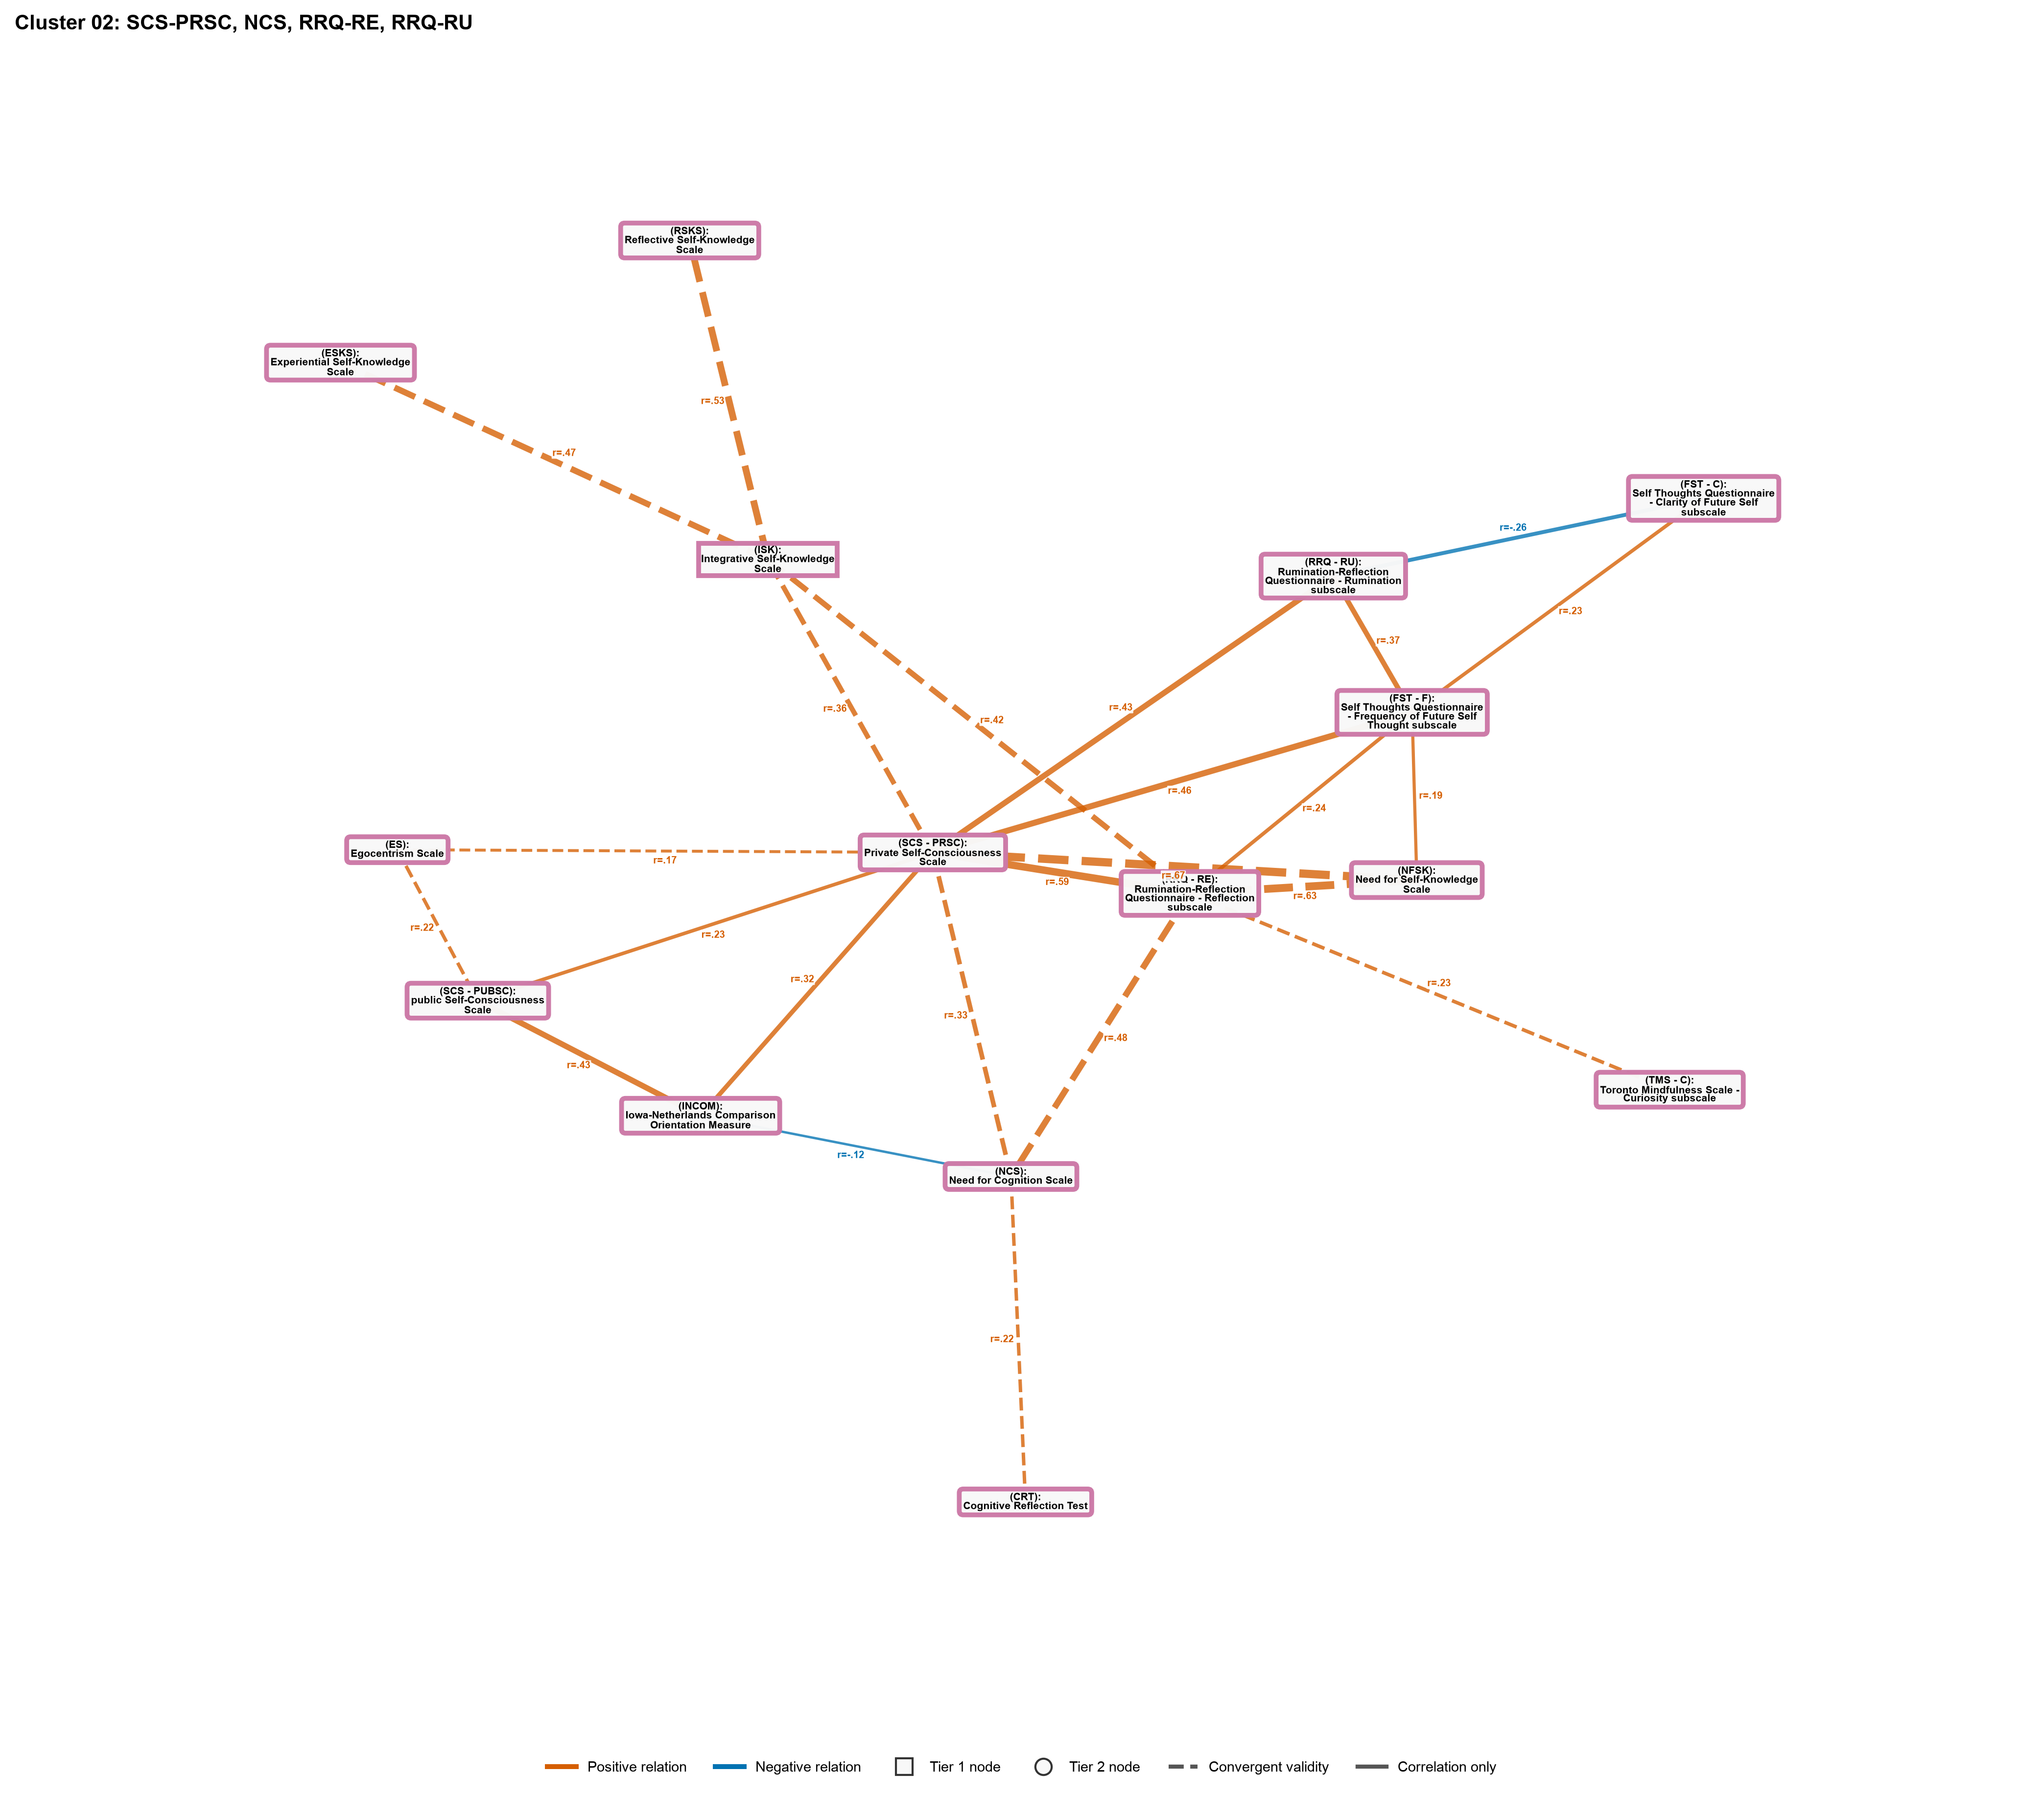 Cluster 02: SCS-PRSC, NCS, RRQ-RE, RRQ-RU
(RSKS):
Reflective Self-Knowledge
Scale
(ESKS):
Experiential Self-Knowledge
Scale
r=.53
r=.47
(ISK):
Integrative Self-Knowledge
Scale
(FST - C):
Self Thoughts Questionnaire
- Clarity of Future Self
subscale
r=-.26
(RRQ - RU):
Rumination-Reflection
Questionnaire - Rumination
subscale
r=.23
r=.37
(FST - F):
Self Thoughts Questionnaire
- Frequency of Future Self
Thought subscale
r=.36
r=.43
r=.42
r=.46
r=.24
r=.19
(ES):
Egocentrism Scale
r=.17
(SCS - PRSC):
Private Self-Consciousness
Scale
r=.59
r=.67
(RRQ - RE):
Rumination-Reflection
Questionnaire - Reflection
subscale
r=.63
(NFSK):
Need for Self-Knowledge
Scale
r=.22
r=.23
r=.32
r=.33
r=.48
r=.23
(SCS - PUBSC):
public Self-Consciousness
Scale
r=.43
(INCOM):
Iowa-Netherlands Comparison
Orientation Measure
r=-.12
(TMS - C):
Toronto Mindfulness Scale -
Curiosity subscale
(NCS):
Need for Cognition Scale
r=.22
(CRT):
Cognitive Reflection Test
Positive relation
Negative relation
Tier 1 node
Tier 2 node
Convergent validity
Correlation only